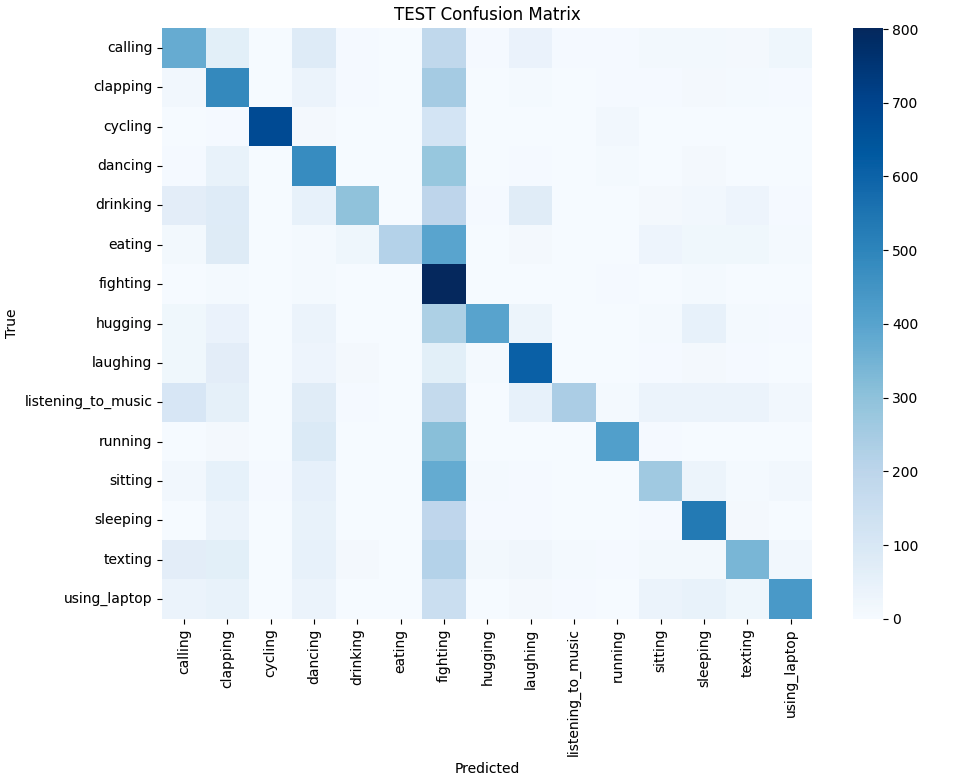 TEST Confusion Matrix
calling
clapping
cycling
dancing
drinking
eating
fighting
hugging
laughing
listening_to_music
running
sitting
sleeping
texting
using_laptop
True
calling
clapping
cycling
dancing
drinking
eating
fighting
hugging
laughing
listening_to_music
running
sitting
sleeping
texting
using_laptop
Predicted
800
700
600
500
400
300
200
100
0